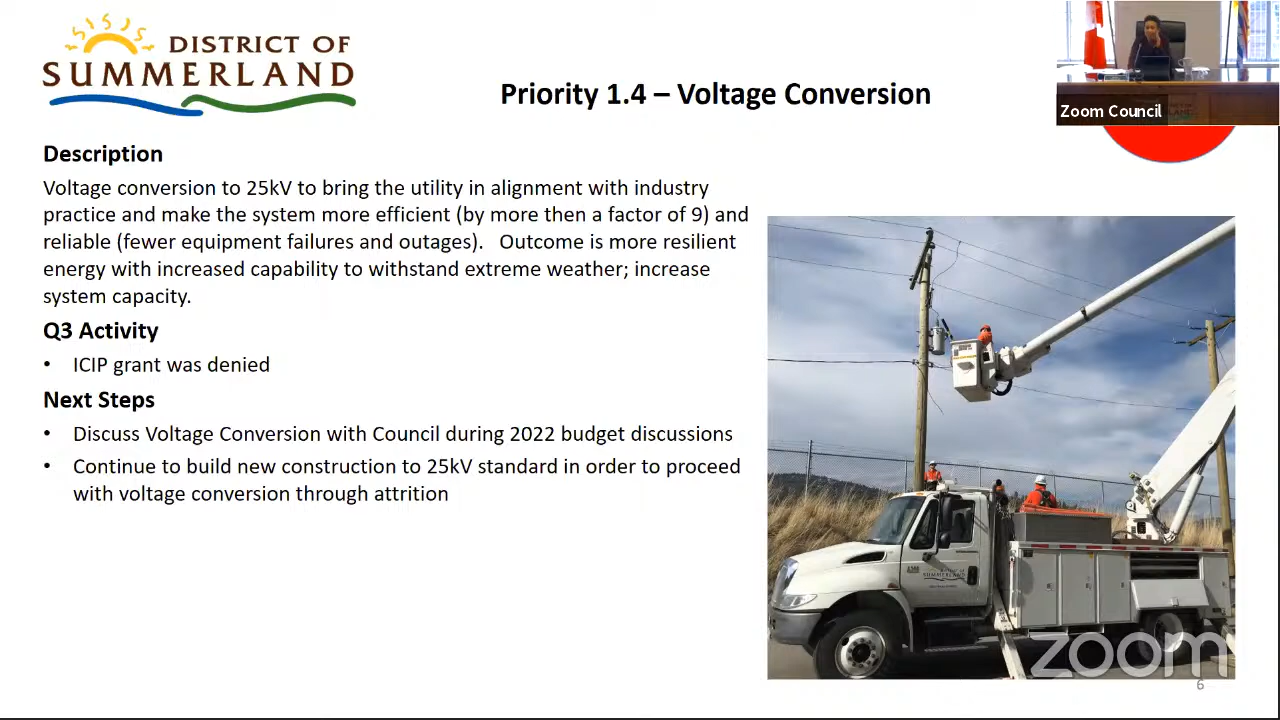 DISTRICT OF
SUMMERLAND
Priority 1.4 – Voltage Conversion
Zoom Council
Description
Voltage conversion to 25kV to bring the utility in alignment with industry
practice and make the system more efficient (by more then a factor of 9) and
reliable (fewer equipment failures and outages).   Outcome is more resilient
energy with increased capability to withstand extreme weather; increase
system capacity.
Q3 Activity
• ICIP grant was denied
Next Steps
• Discuss Voltage Conversion with Council during 2022 budget discussions
• Continue to build new construction to 25kV standard in order to proceed
with voltage conversion through attrition
DISTRICT OF
SUMMERLAND
zoom
6